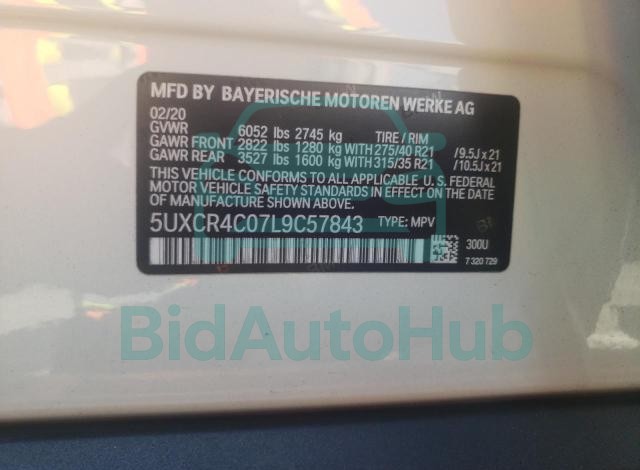 MFD BY BAYERISCHE MOTOREN WERKE AG
02/20
GVWR 6052 lbs 2745 kg TIRE / RIM
GAWR FRONT 2822 lbs 1280 kg WITH 275/40 R21 /9.5J x 21
GAWR REAR 3527 lbs 1600 kg WITH 315/35 R21 /10.5J x 21
THIS VEHICLE CONFORMS TO ALL APPLICABLE U. S. FEDERAL
MOTOR VEHICLE SAFETY STANDARDS IN EFFECT ON THE DATE
OF MANUFACTURE SHOWN ABOVE.
5UXCR4C07L9C57843 TYPE: MPV
300U
7 320 729
BidAutoHub